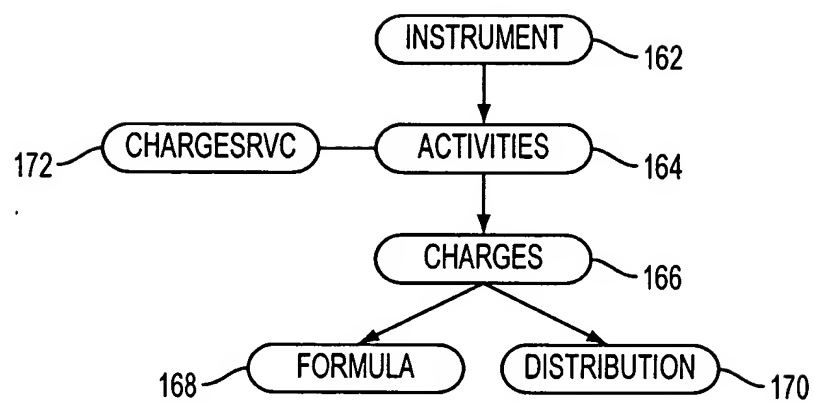 INSTRUMENT
162
172
CHARGESRVC
ACTIVITIES
164
CHARGES
166
168
FORMULA
DISTRIBUTION
170